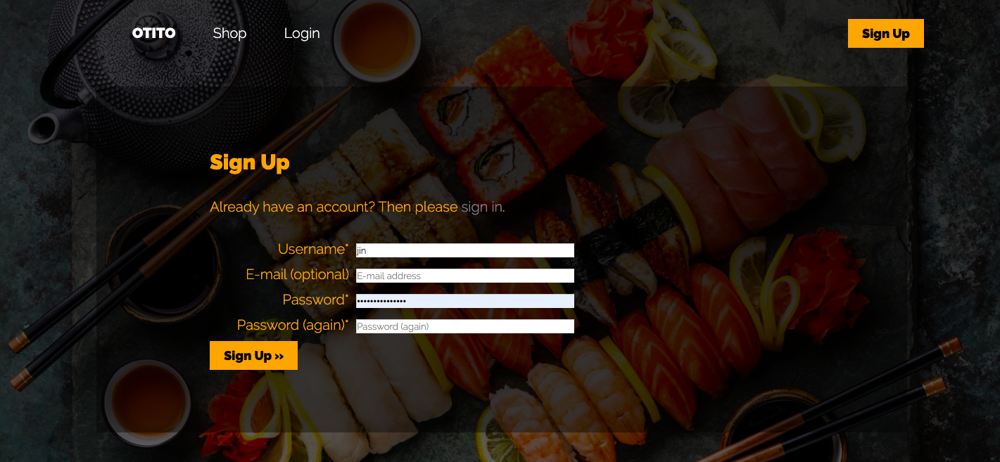 OTITO Shop Login Sign Up
Sign Up
Already have an account? Then please sign in.
Username* jin
E-mail (optional) E-mail address
Password* •••••••••••••••
Password (again)* Password (again)
Sign Up »